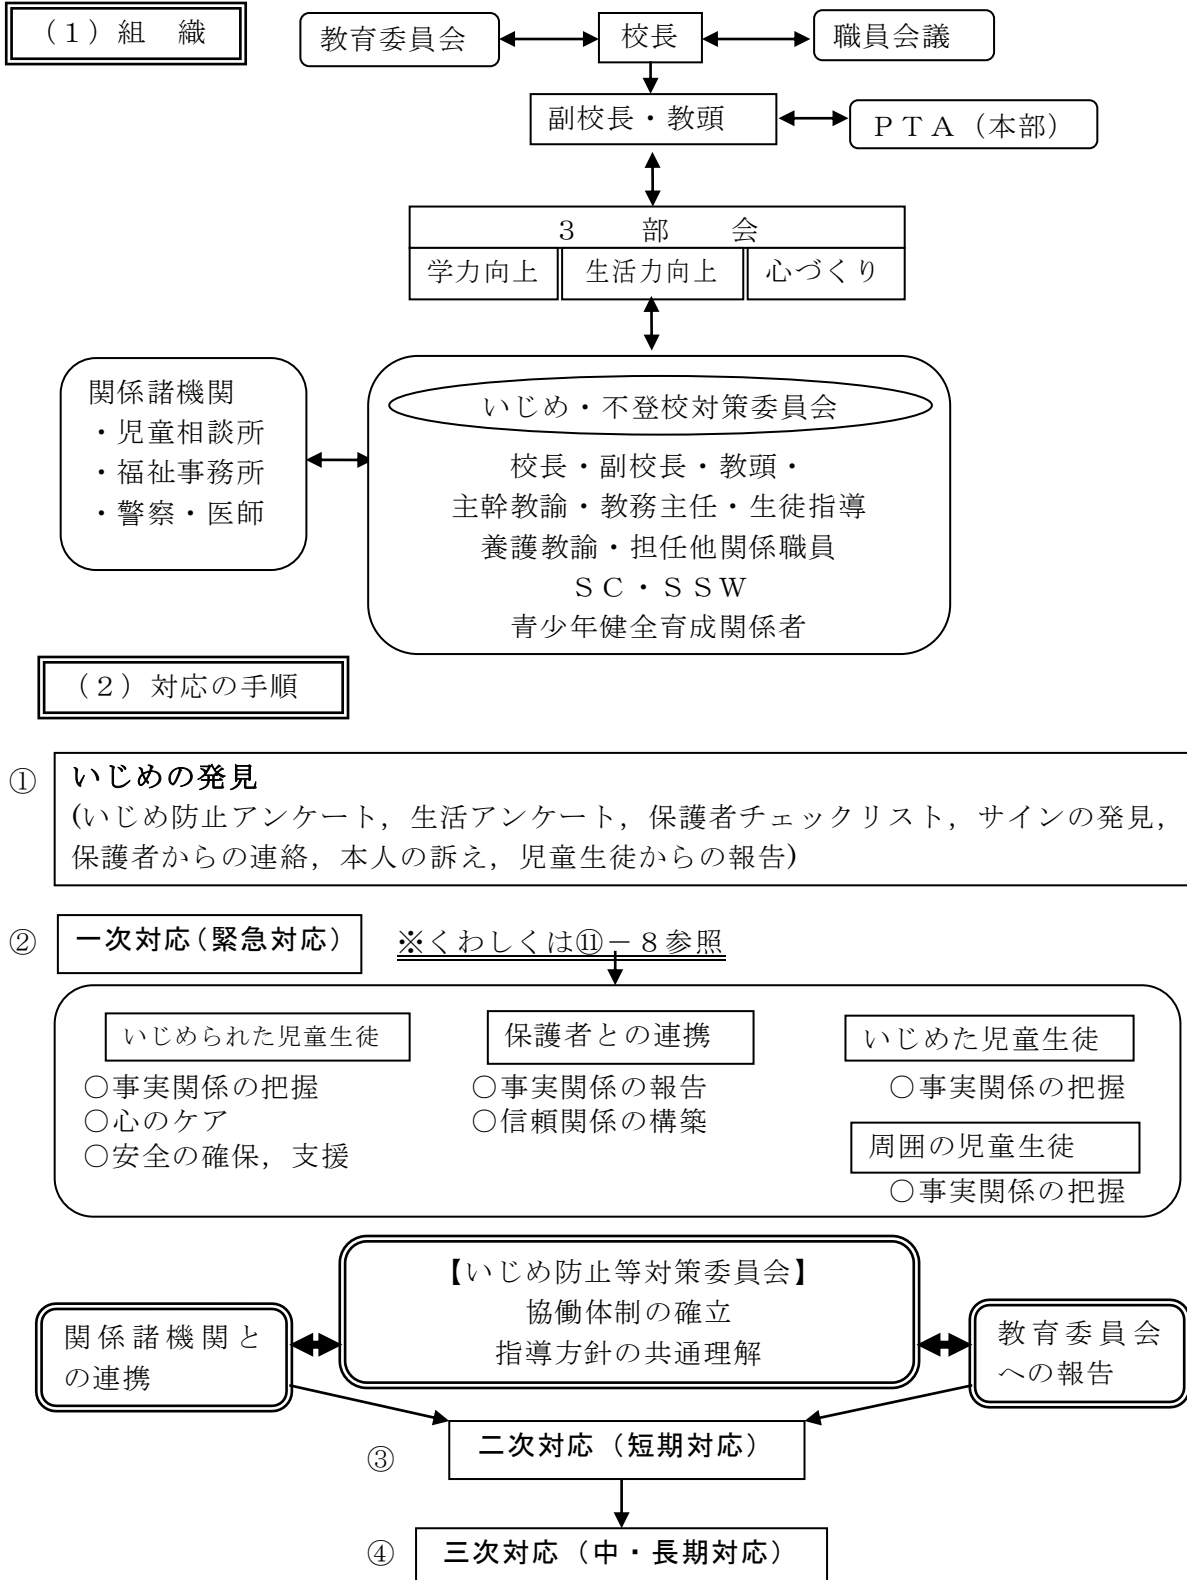 （１）組　織
教育委員会
校長
職員会議
副校長・教頭
ＰＴＡ（本部）
３　部　会
学力向上
生活力向上
心づくり
関係諸機関
・児童相談所
・福祉事務所
・警察・医師
いじめ・不登校対策委員会
校長・副校長・教頭・
主幹教諭・教務主任・生徒指導
養護教諭・担任他関係職員
ＳＣ・ＳＳＷ
青少年健全育成関係者
（２）対応の手順
①
いじめの発見
(いじめ防止アンケート，生活アンケート，保護者チェックリスト，サインの発見，
保護者からの連絡，本人の訴え，児童生徒からの報告)
②
一次対応（緊急対応）
※くわしくは⑪－８参照
いじめられた児童生徒
○事実関係の把握
○心のケア
○安全の確保，支援
保護者との連携
○事実関係の報告
○信頼関係の構築
いじめた児童生徒
○事実関係の把握
周囲の児童生徒
○事実関係の把握
【いじめ防止等対策委員会】
協働体制の確立
指導方針の共通理解
関係諸機関と
の連携
教育委員会
への報告
③
二次対応（短期対応）
④
三次対応（中・長期対応）